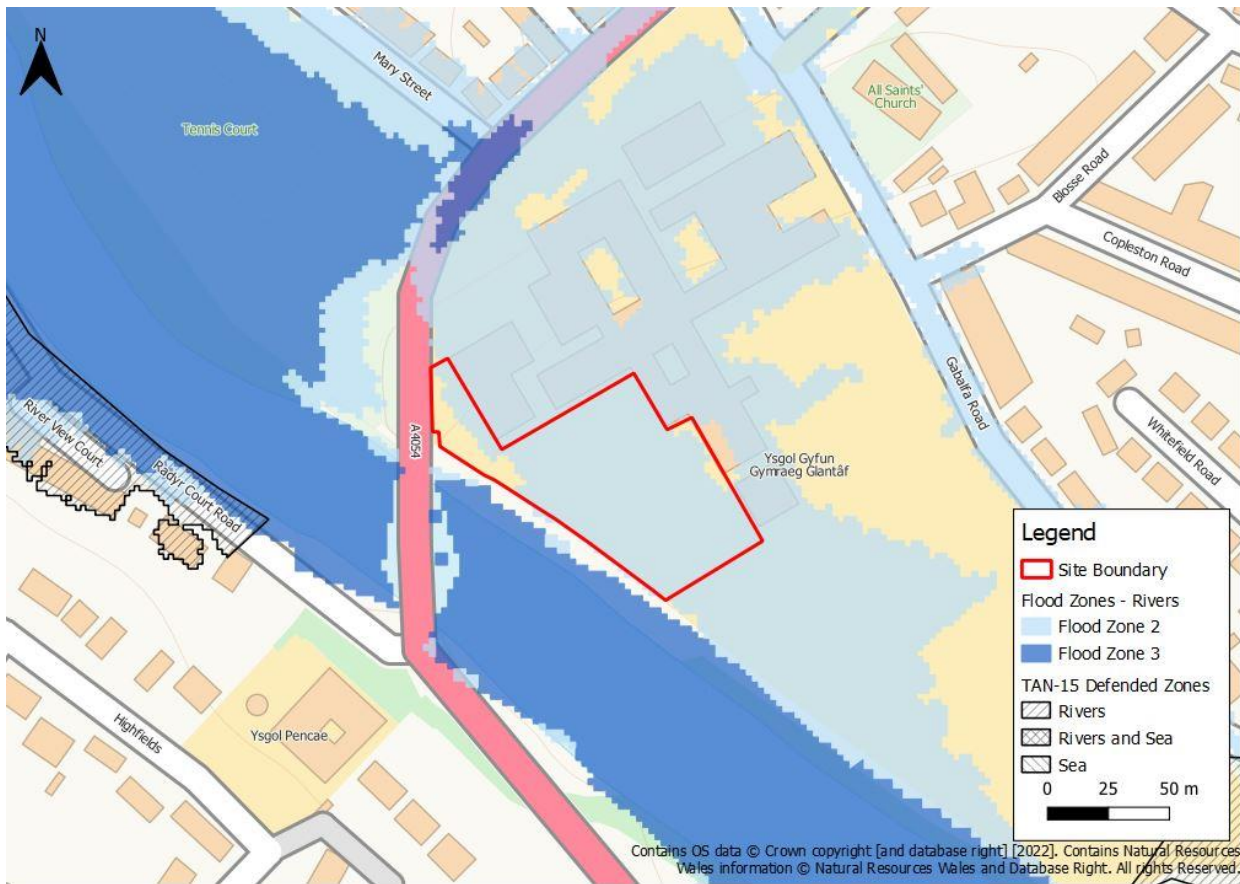 N
Mary Street
Tennis Court
All Saints'
Church
Blosse Road
Copleston Road
Gabalfa Road
Whitefield Road
A4054
River View Court
Radyr Court Road
Ysgol Gyfun
Gymraeg Glantâf
Highfields
Ysgol Pencae
Legend
Site Boundary
Flood Zones - Rivers
Flood Zone 2
Flood Zone 3
TAN-15 Defended Zones
Rivers
Rivers and Sea
Sea
0 25 50 m
Contains OS data © Crown copyright [and database right] [2022]. Contains Natural Resources
Wales information © Natural Resources Wales and Database Right. All rights Reserved.